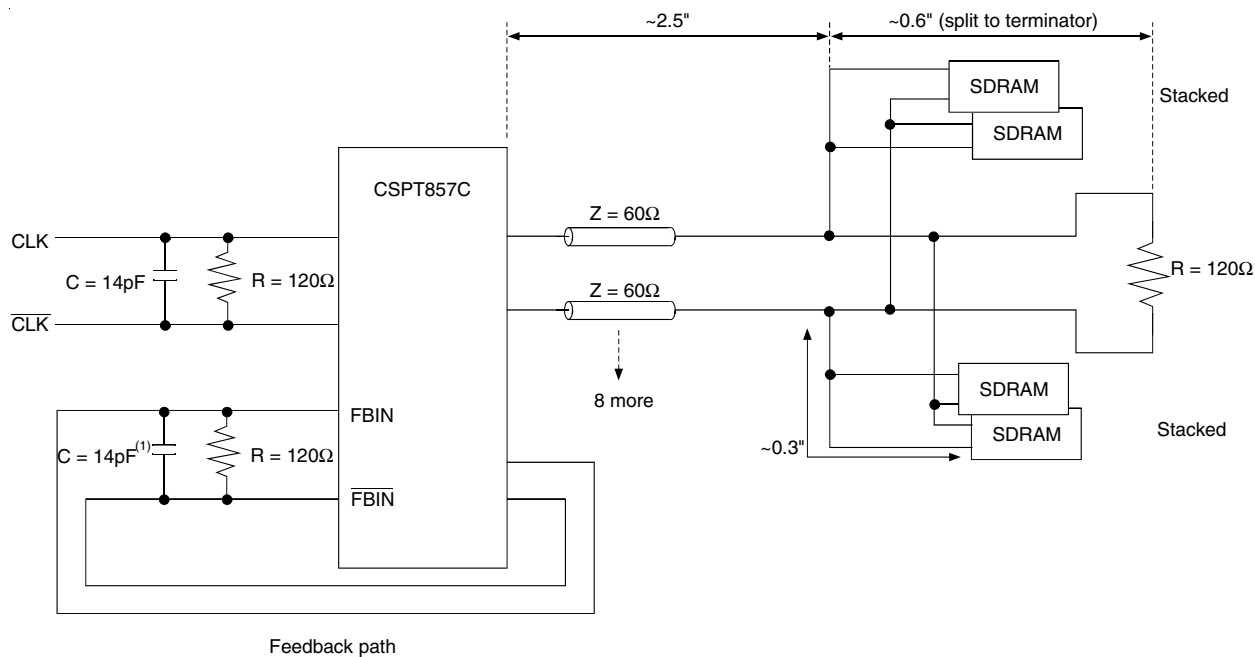 ~2.5"
~0.6" (split to terminator)
SDRAM
Stacked
SDRAM
CSPT857C
Z = 60Ω
CLK
C = 14pF
R = 120Ω
R = 120Ω
Z = 60Ω
CLK
8 more
SDRAM
FBIN
SDRAM
Stacked
C = 14pF(1)
R = 120Ω
~0.3"
FBIN
Feedback path